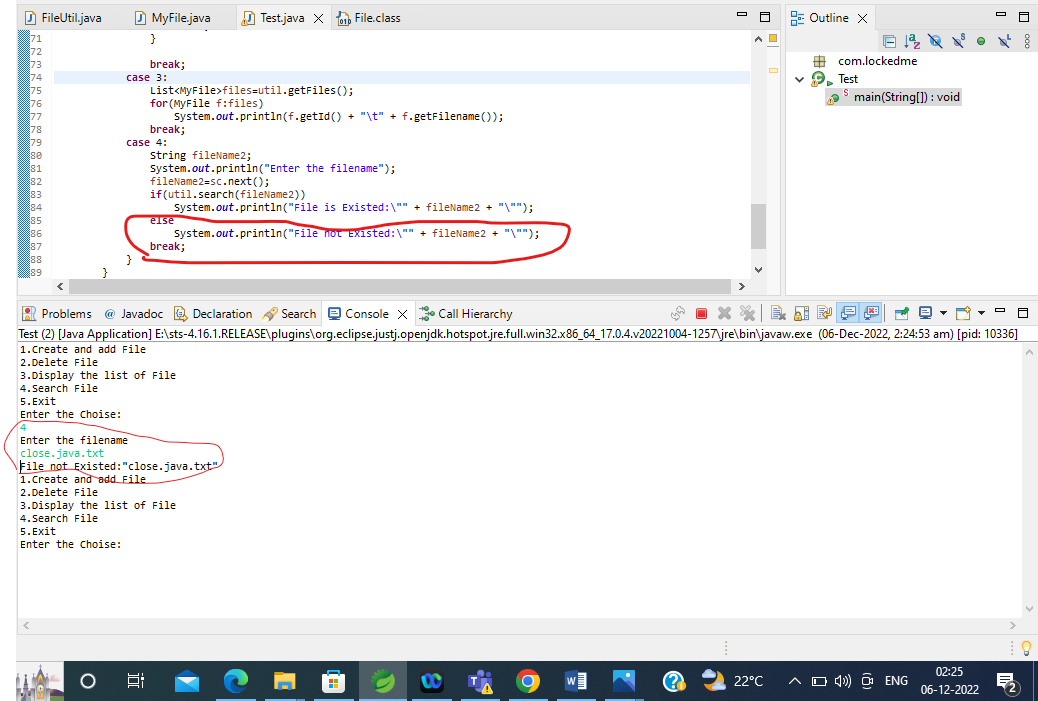 FileUtil.java MyFile.java Test.java File.class
71 }
72
73 break;
74 case 3:
75 List<MyFile>files=util.getFiles();
76 for(MyFile f:files)
77 System.out.println(f.getId() + "\t" + f.getFilename());
78 break;
79 case 4:
80 String fileName2;
81 System.out.println("Enter the filename");
82 fileName2=sc.next();
83 if(util.search(fileName2))
84 System.out.println("File is Existed:\"" + fileName2 + "\"");
85 else
86 System.out.println("File not Existed:\"" + fileName2 + "\"");
87 break;
88 }
89 }
Outline
com.lockedme
Test
main(String[]) : void
Problems @ Javadoc Declaration Search Console Call Hierarchy
Test (2) [Java Application] E:\sts-4.16.1.RELEASE\plugins\org.eclipse.justj.openjdk.hotspot.jre.full.win32.x86_64_17.0.4.v20221004-1257\jre\bin\javaw.exe (06-Dec-2022, 2:24:53 am) [pid: 10336]
1.Create and add File
2.Delete File
3.Display the list of File
4.Search File
5.Exit
Enter the Choise:
4
Enter the filename
close.java.txt
File not Existed:"close.java.txt"
1.Create and add File
2.Delete File
3.Display the list of File
4.Search File
5.Exit
Enter the Choise:
22°C ENG 02:25
06-12-2022
2